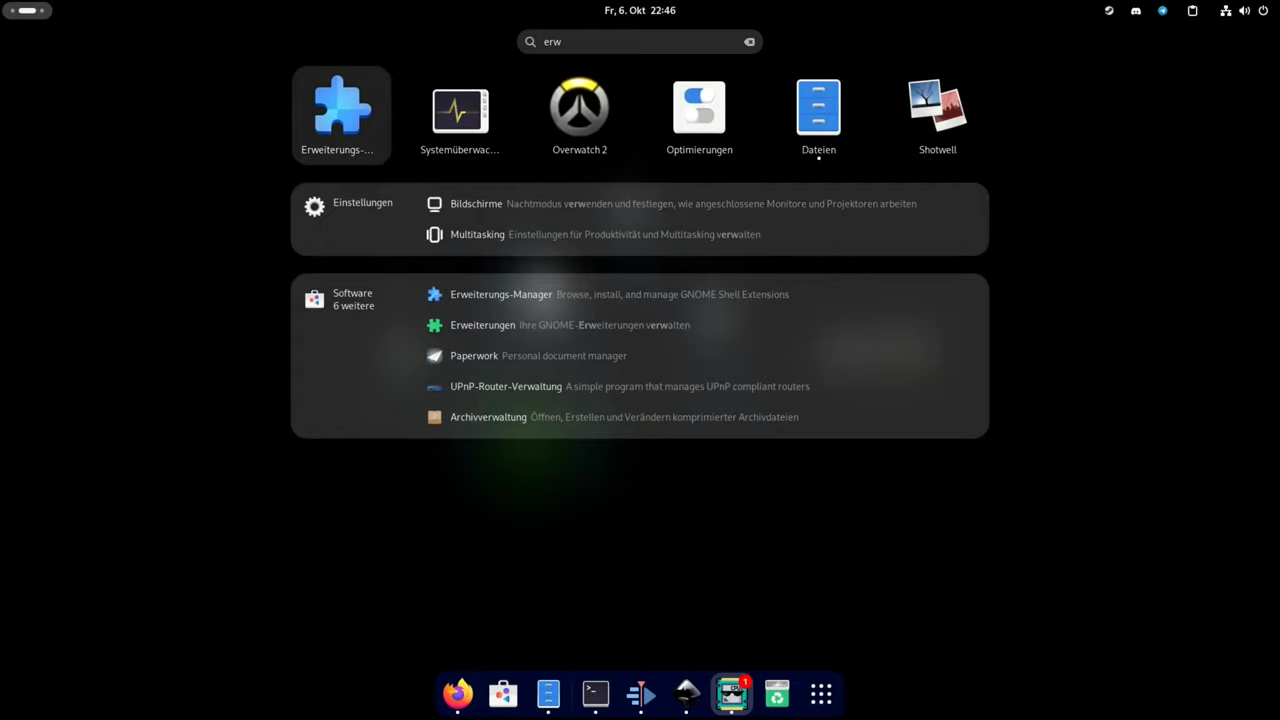 Fr, 6. Okt 22:46
erw
Erweiterungs-...
Systemüberwac...
Overwatch 2
Optimierungen
Dateien
Shotwell
Einstellungen
Bildschirme Nachtmodus verwenden und festlegen, wie angeschlossene Monitore und Projektoren arbeiten
Multitasking Einstellungen für Produktivität und Multitasking verwalten
Software
6 weitere
Erweiterungs-Manager Browse, install, and manage GNOME Shell Extensions
Erweiterungen Ihre GNOME-Erweiterungen verwalten
Paperwork Personal document manager
UPnP-Router-Verwaltung A simple program that manages UPnP compliant routers
Archivverwaltung Öffnen, Erstellen und Verändern komprimierter Archivdateien
1